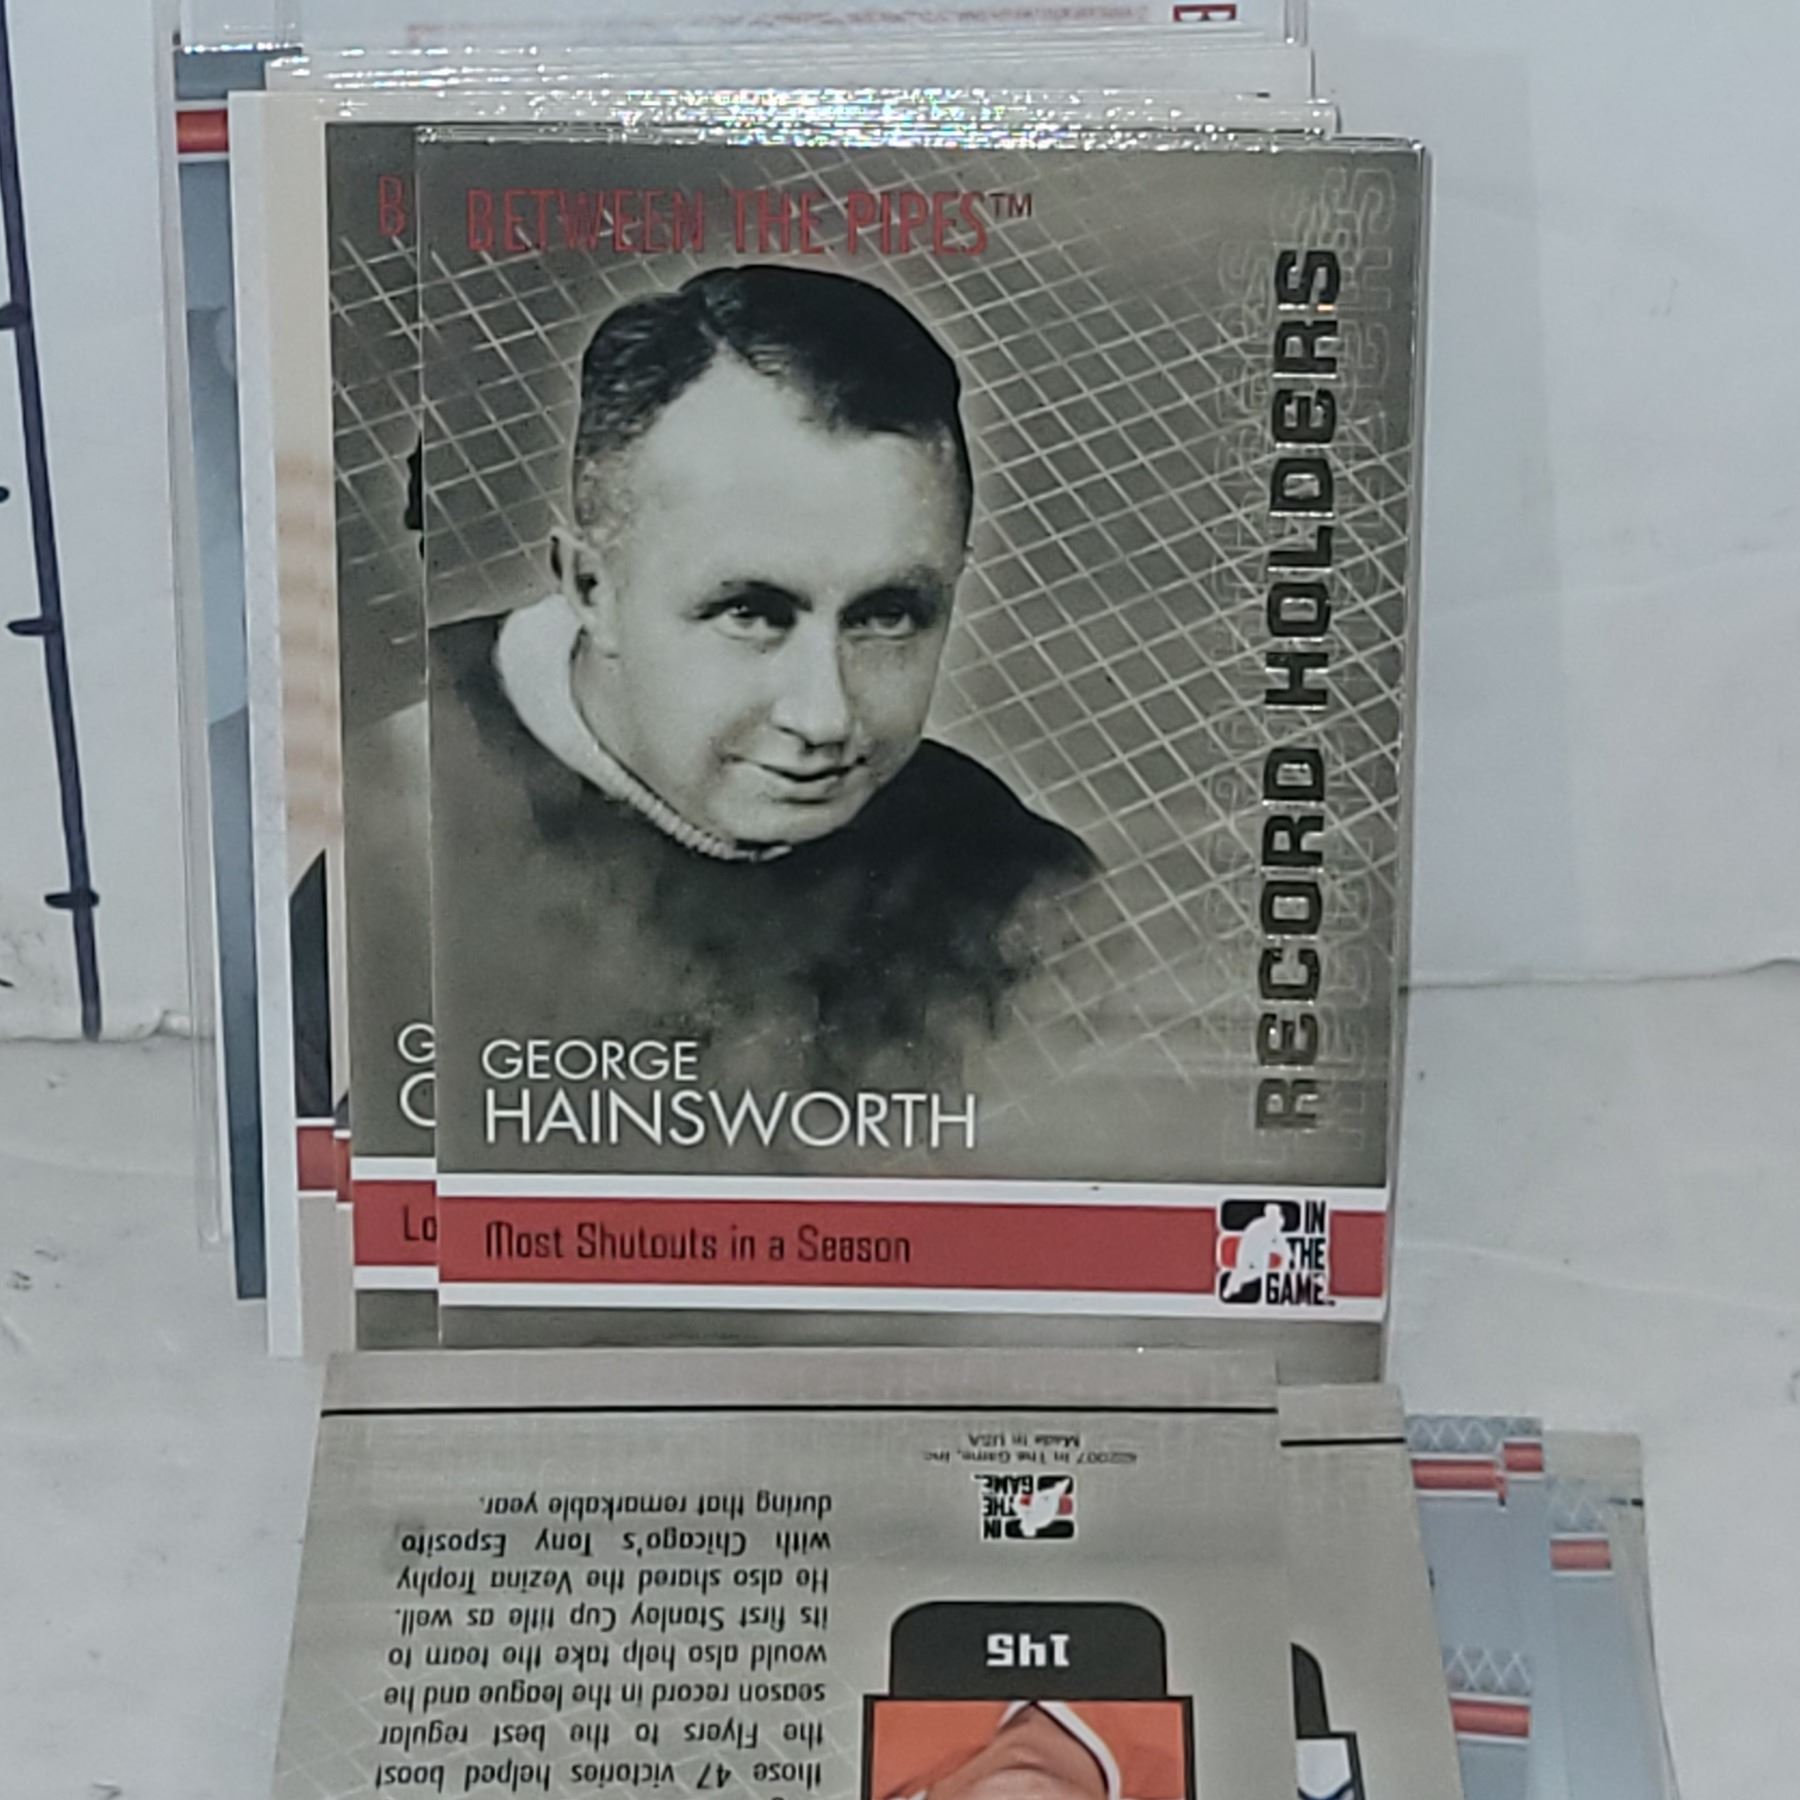 BETWEEN THE PIPES™
RECORD HOLDERS
GEORGE
HAINSWORTH
Most Shutouts in a Season
IN
THE
GAME
B
G
Lo
those 47 victories helped boost
the Flyers to the best regular
season record in the league and he
would also help take the team to
its first Stanley Cup title as well.
He also shared the Vezina Trophy
with Chicago's Tony Esposito
during that remarkable year.
145
IN
THE
GAME
©2007 In The Game, Inc.
Made in USA